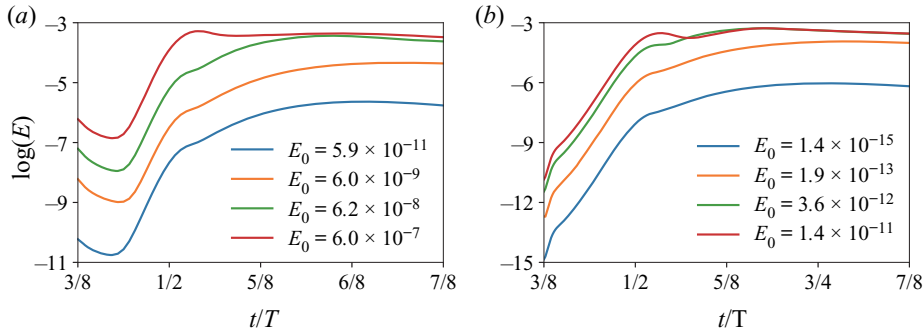 (a)
−3
−5
−7
−9
−11
log(E)
E₀ = 5.9 × 10⁻¹¹
E₀ = 6.0 × 10⁻⁹
E₀ = 6.2 × 10⁻⁸
E₀ = 6.0 × 10⁻⁷
3/8
1/2
5/8
6/8
7/8
t/T
(b)
−3
−6
−9
−12
−15
E₀ = 1.4 × 10⁻¹⁵
E₀ = 1.9 × 10⁻¹³
E₀ = 3.6 × 10⁻¹²
E₀ = 1.4 × 10⁻¹¹
3/8
1/2
5/8
3/4
7/8
t/T